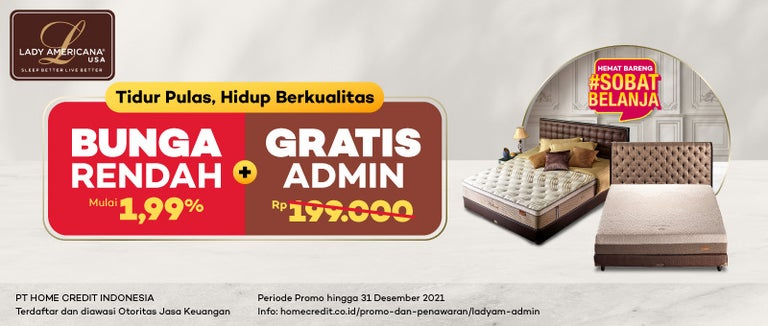 LADY AMERICANA®
USA
SLEEP BETTER LIVE BETTER
Tidur Pulas, Hidup Berkualitas
BUNGA
RENDAH
Mulai 1,99%
+
GRATIS
ADMIN
Rp 199.000
HEMAT BARENG
#SOBAT
BELANJA
PT HOME CREDIT INDONESIA
Terdaftar dan diawasi Otoritas Jasa Keuangan
Periode Promo hingga 31 Desember 2021
Info: homecredit.co.id/promo-dan-penawaran/ladyam-admin